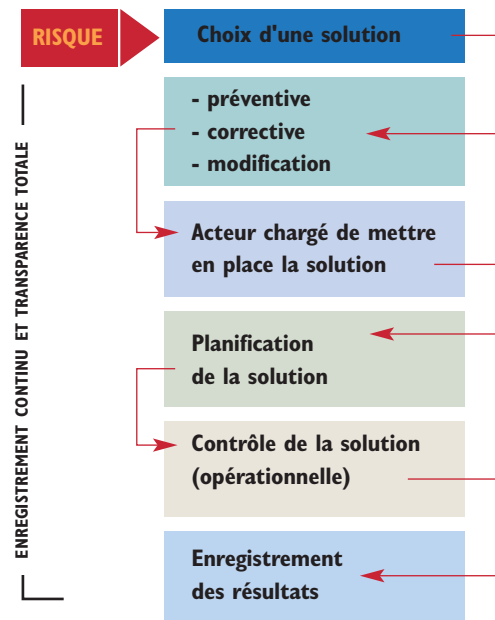 RISQUE
Choix d'une solution
- préventive
- corrective
- modification
Acteur chargé de mettre
en place la solution
Planification
de la solution
Contrôle de la solution
(opérationnelle)
Enregistrement
des résultats
ENREGISTREMENT CONTINU ET TRANSPARENCE TOTALE